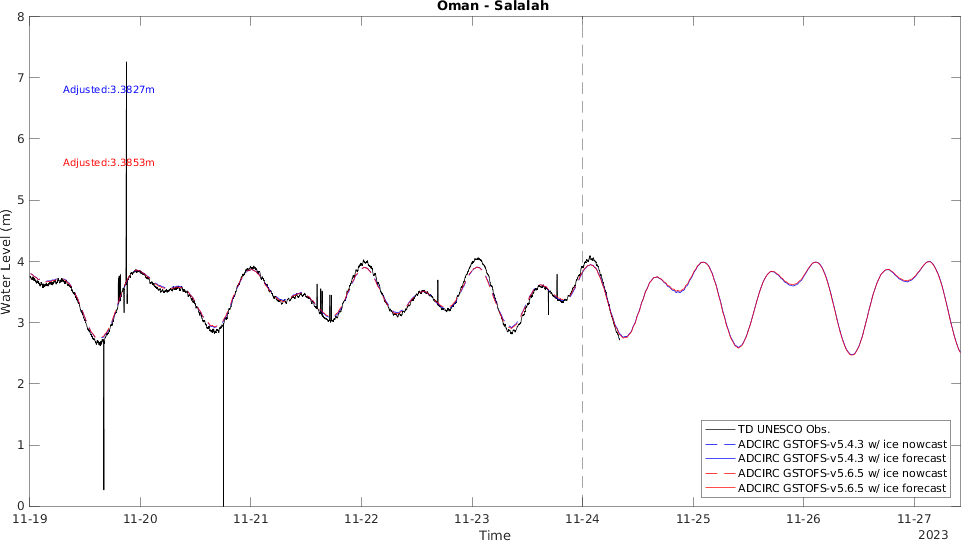 Oman - Salalah
8
7
6
5
4
3
2
1
0
Water Level (m)
Adjusted:3.3827m
Adjusted:3.3853m
TD UNESCO Obs.
ADCIRC GSTOFS-v5.4.3 w/ ice nowcast
ADCIRC GSTOFS-v5.4.3 w/ ice forecast
ADCIRC GSTOFS-v5.6.5 w/ ice nowcast
ADCIRC GSTOFS-v5.6.5 w/ ice forecast
11-19 11-20 11-21 11-22 11-23 11-24 11-25 11-26 11-27
Time
2023